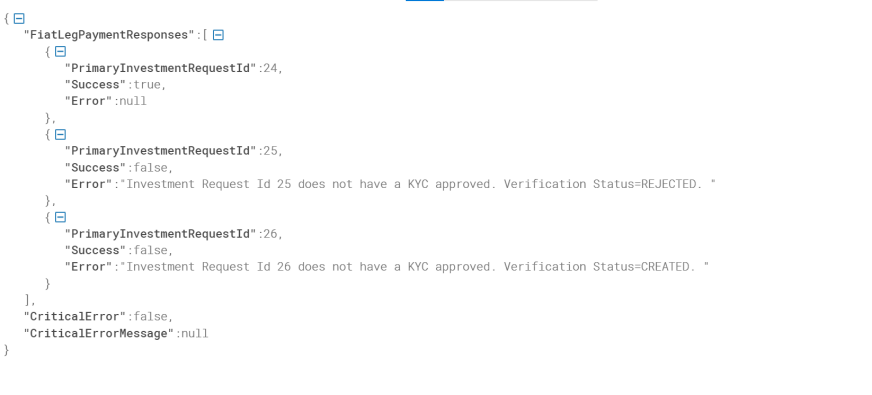 {
"FiatLegPaymentResponses":[
{
"PrimaryInvestmentRequestId":24,
"Success":true,
"Error":null
},
{
"PrimaryInvestmentRequestId":25,
"Success":false,
"Error":"Investment Request Id 25 does not have a KYC approved. Verification Status=REJECTED. "
},
{
"PrimaryInvestmentRequestId":26,
"Success":false,
"Error":"Investment Request Id 26 does not have a KYC approved. Verification Status=CREATED. "
}
],
"CriticalError":false,
"CriticalErrorMessage":null
}